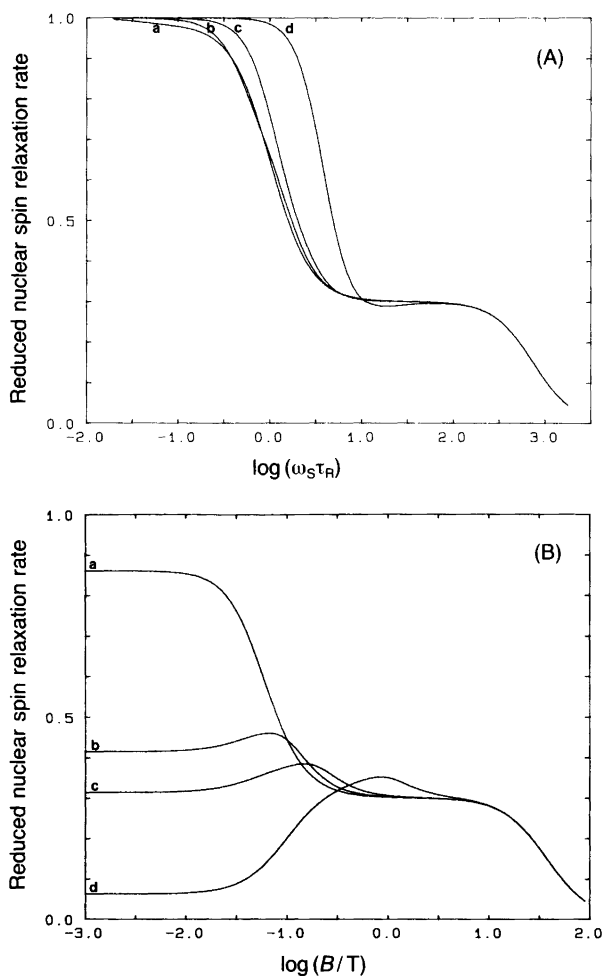 (A)
Reduced nuclear spin relaxation rate
1.0
0.5
0.0
a
b
c
d
-2.0 -1.0 0.0 1.0 2.0 3.0
log (ωSτR)
(B)
Reduced nuclear spin relaxation rate
1.0
0.5
0.0
a
b
c
d
-3.0 -2.0 -1.0 0.0 1.0 2.0
log (B/T)